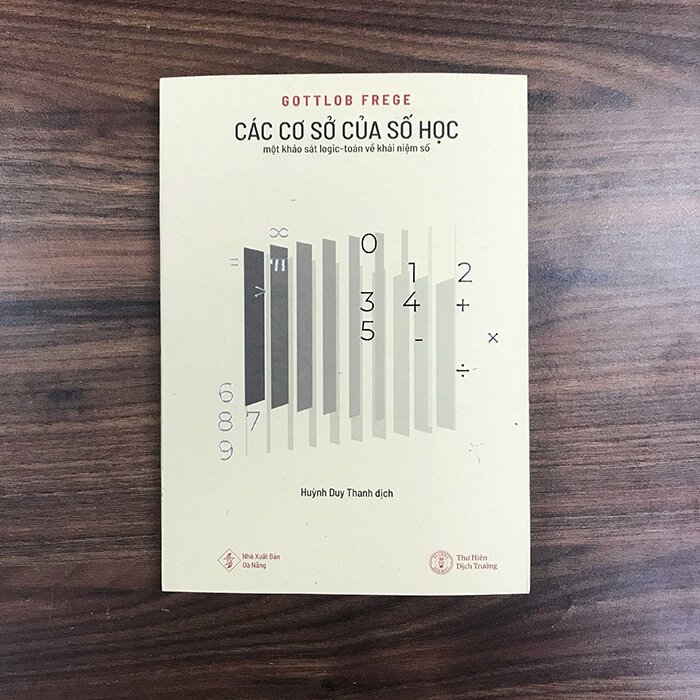 GOTTLOB FREGE
CÁC CƠ SỞ CỦA SỐ HỌC
một khảo sát logic-toán về khái niệm số
∞
0
=
1 2
>
3 4 +
5 -
×
÷
6
8 7
9
Huỳnh Duy Thanh dịch
Nhà Xuất Bản
Đà Nẵng
Thư Hiên
Dịch Trường